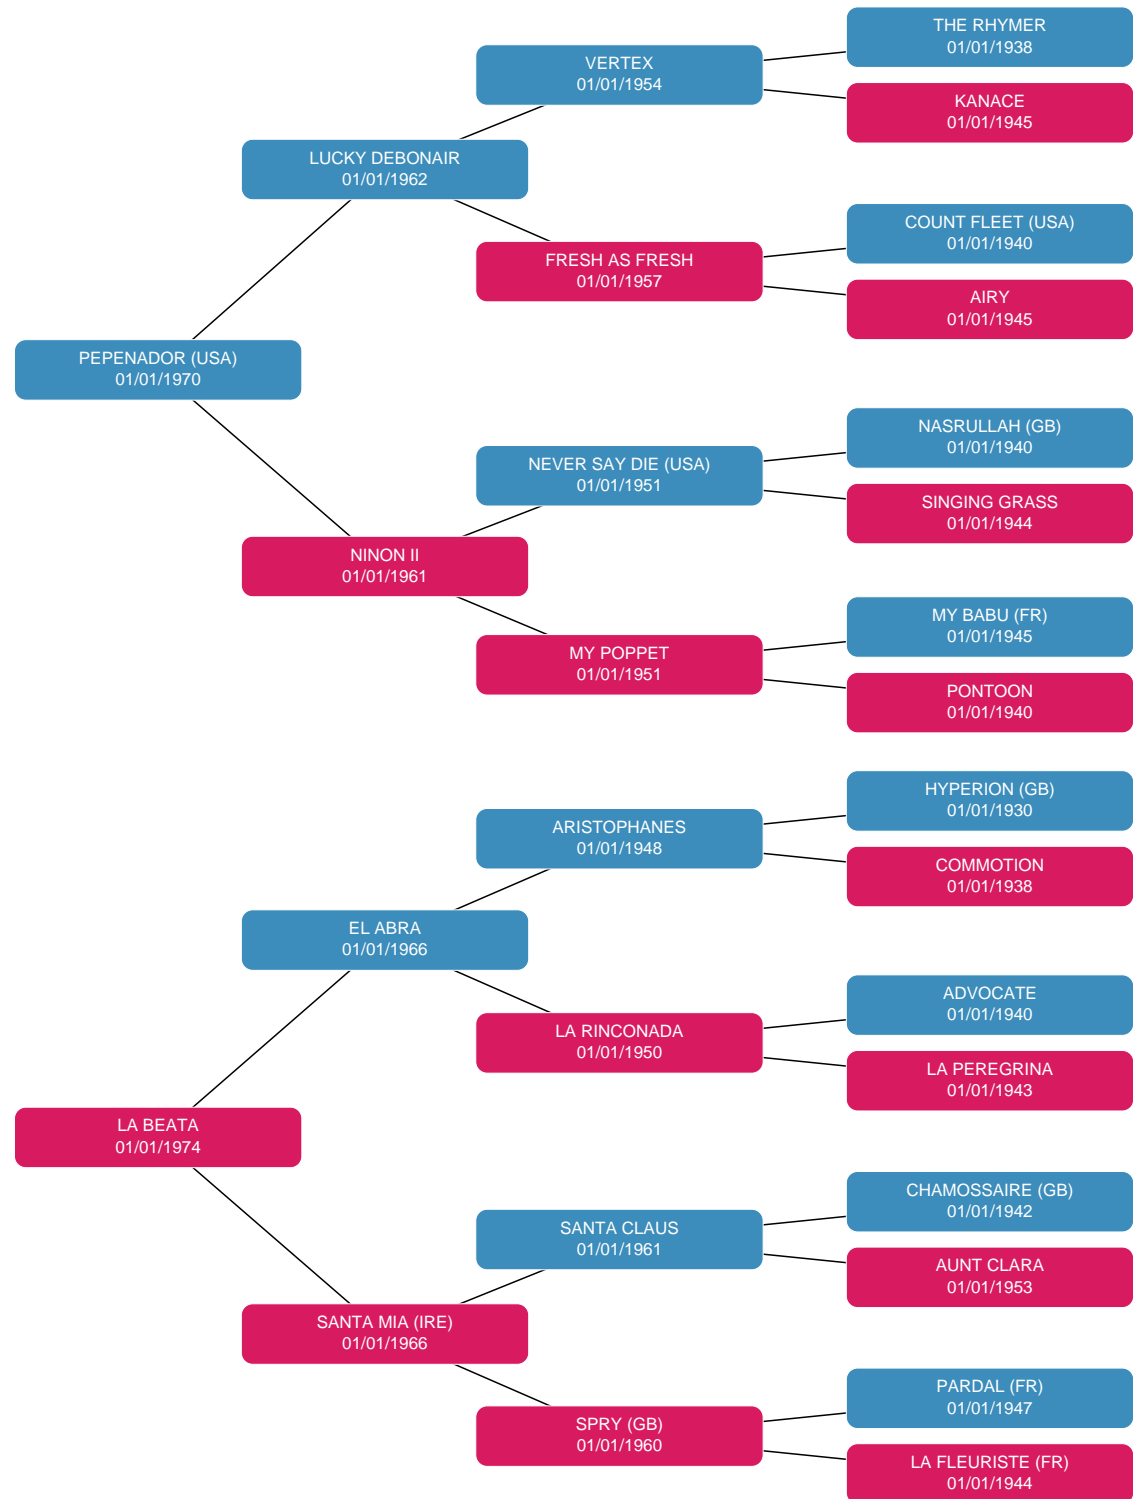 THE RHYMER
01/01/1938
VERTEX
01/01/1954
KANACE
01/01/1945
LUCKY DEBONAIR
01/01/1962
COUNT FLEET (USA)
01/01/1940
FRESH AS FRESH
01/01/1957
AIRY
01/01/1945
PEPENADOR (USA)
01/01/1970
NASRULLAH (GB)
01/01/1940
NEVER SAY DIE (USA)
01/01/1951
SINGING GRASS
01/01/1944
NINON II
01/01/1961
MY BABU (FR)
01/01/1945
MY POPPET
01/01/1951
PONTOON
01/01/1940
HYPERION (GB)
01/01/1930
ARISTOPHANES
01/01/1948
COMMOTION
01/01/1938
EL ABRA
01/01/1966
ADVOCATE
01/01/1940
LA RINCONADA
01/01/1950
LA PEREGRINA
01/01/1943
LA BEATA
01/01/1974
CHAMOSSAIRE (GB)
01/01/1942
SANTA CLAUS
01/01/1961
AUNT CLARA
01/01/1953
SANTA MIA (IRE)
01/01/1966
PARDAL (FR)
01/01/1947
SPRY (GB)
01/01/1960
LA FLEURISTE (FR)
01/01/1944